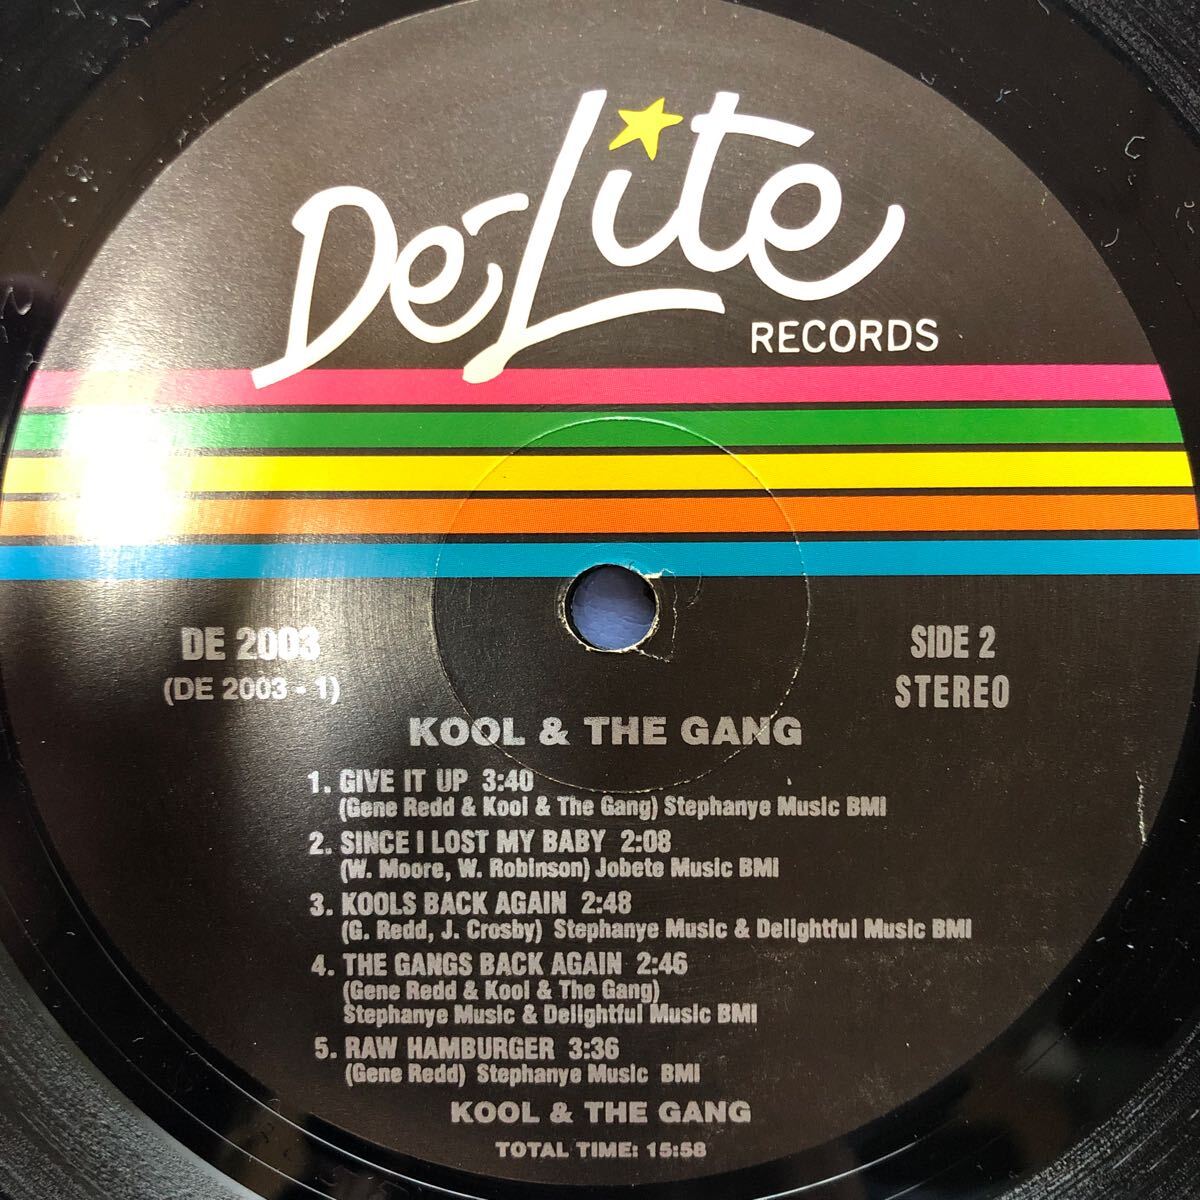 De-Lite
RECORDS
DE 2003
(DE 2003 - 1)
SIDE 2
STEREO
KOOL & THE GANG
1. GIVE IT UP 3:40
(Gene Redd & Kool & The Gang) Stephanye Music BMI
2. SINCE I LOST MY BABY 2:08
(W. Moore, W. Robinson) Jobete Music BMI
3. KOOLS BACK AGAIN 2:48
(G. Redd, J. Crosby) Stephanye Music & Delightful Music BMI
4. THE GANGS BACK AGAIN 2:46
(Gene Redd & Kool & The Gang)
Stephanye Music & Delightful Music BMI
5. RAW HAMBURGER 3:36
(Gene Redd) Stephanye Music BMI
KOOL & THE GANG
TOTAL TIME: 15:58